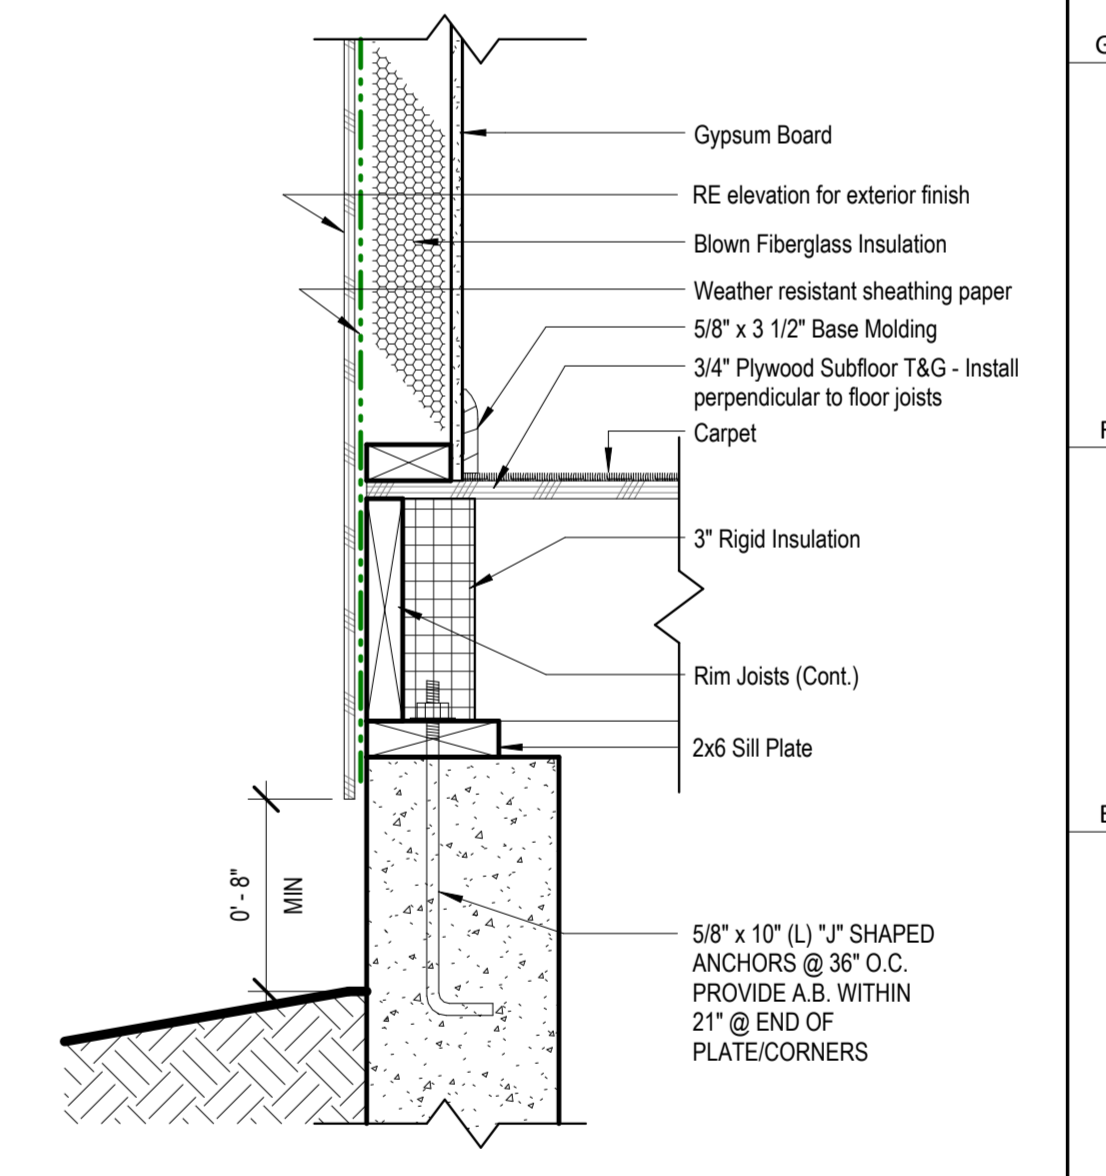 G
Gypsum Board
RE elevation for exterior finish
Blown Fiberglass Insulation
Weather resistant sheathing paper
5/8" x 3 1/2" Base Molding
3/4" Plywood Subfloor T&G - Install
perpendicular to floor joists
Carpet
F
3" Rigid Insulation
Rim Joists (Cont.)
2x6 Sill Plate
E
0' - 8"
MIN
5/8" x 10" (L) "J" SHAPED
ANCHORS @ 36" O.C.
PROVIDE A.B. WITHIN
21" @ END OF
PLATE/CORNERS